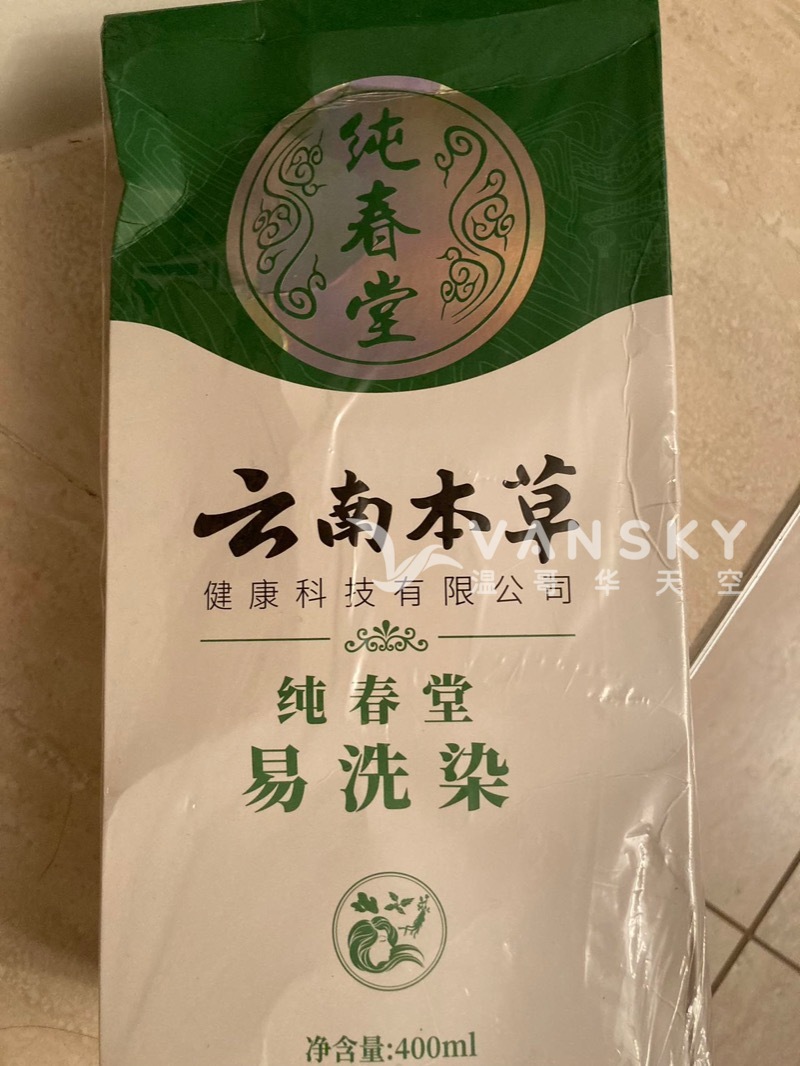 纯春堂
云南本草
VANSKY
温哥华天空
健康科技有限公司
纯春堂
易洗染
净含量:400ml